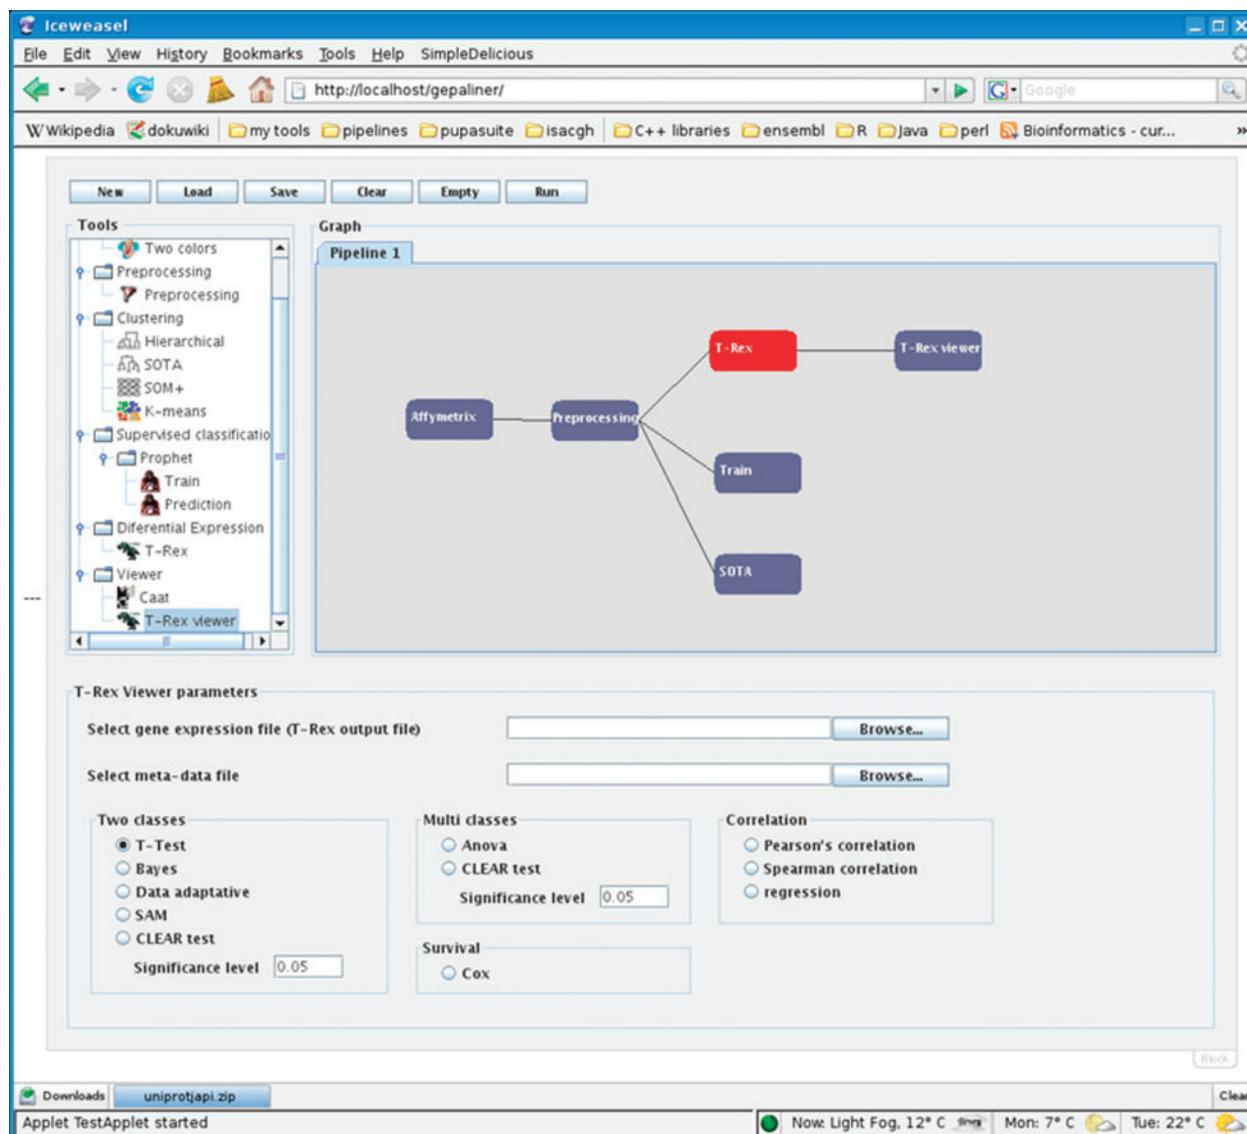 Iceweasel
File Edit View History Bookmarks Tools Help SimpleDelicious
http://localhost/gepaliner/
G Google
W Wikipedia dokuwiki my tools pipelines pupasuite isacgh C++ libraries ensembl R Java perl Bioinformatics - cur... »
New Load Save Clear Empty Run
Tools
Two colors
Preprocessing
Preprocessing
Clustering
Hierarchical
SOTA
SOM+
K-means
Supervised classificatio
Prophet
Train
Prediction
Diferential Expression
T-Rex
Viewer
Caat
T-Rex viewer
Graph
Pipeline 1
T-Rex
T-Rex viewer
Affymetrix
Preprocessing
Train
SOTA
---
T-Rex Viewer parameters
Select gene expression file (T-Rex output file) Browse...
Select meta-data file Browse...
Two classes
T-Test
Bayes
Data adaptative
SAM
CLEAR test
Significance level 0.05
Multi classes
Anova
CLEAR test
Significance level 0.05
Survival
Cox
Correlation
Pearson's correlation
Spearman correlation
regression
Block
Downloads uniprotjapi.zip Clear
Applet TestApplet started Now: Light Fog, 12° C Mon: 7° C Tue: 22° C